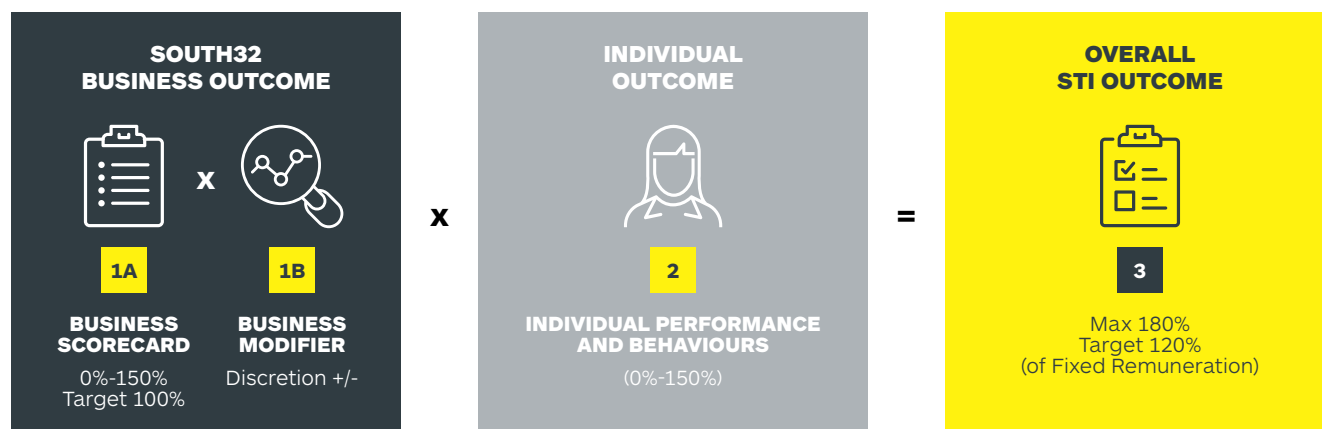 SOUTH32
BUSINESS OUTCOME
X
1A
1B
BUSINESS
SCORECARD
0%-150%
Target 100%
BUSINESS
MODIFIER
Discretion +/-
x
INDIVIDUAL
OUTCOME
2
INDIVIDUAL PERFORMANCE
AND BEHAVIOURS
(0%-150%)
=
OVERALL
STI OUTCOME
3
Max 180%
Target 120%
(of Fixed Remuneration)